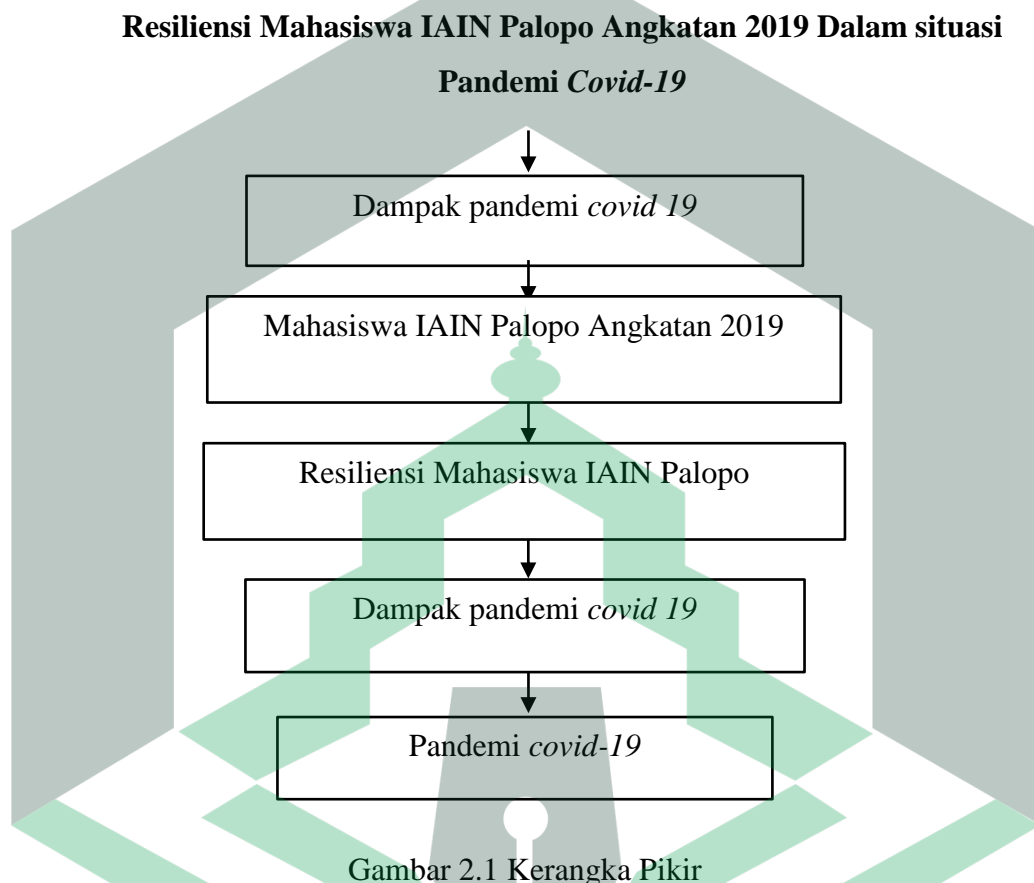 Resiliensi Mahasiswa IAIN Palopo Angkatan 2019 Dalam situasi
Pandemi Covid-19
Dampak pandemi covid 19
Mahasiswa IAIN Palopo Angkatan 2019
Resiliensi Mahasiswa IAIN Palopo
Dampak pandemi covid 19
Pandemi covid-19
Gambar 2.1 Kerangka Pikir